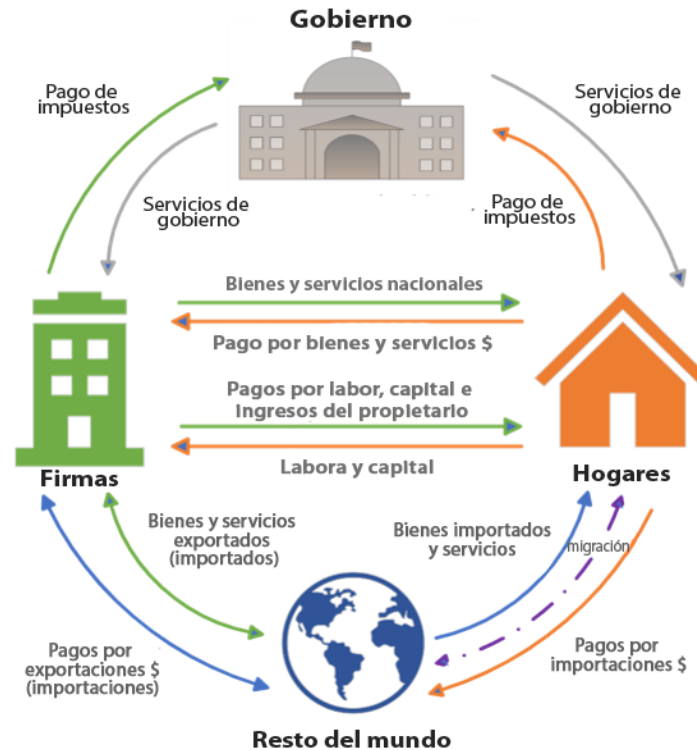 Gobierno
Pago de
impuestos
Servicios de
gobierno
Servicios de
gobierno
Pago de
impuestos
Bienes y servicios nacionales
Pago por bienes y servicios $
Pagos por labor, capital e
ingresos del propietario
Labora y capital
Firmas
Hogares
Bienes y servicios
exportados
(importados)
Bienes importados
y servicios
migración
Pagos por
exportaciones $
(importaciones)
Pagos por
importaciones $
Resto del mundo